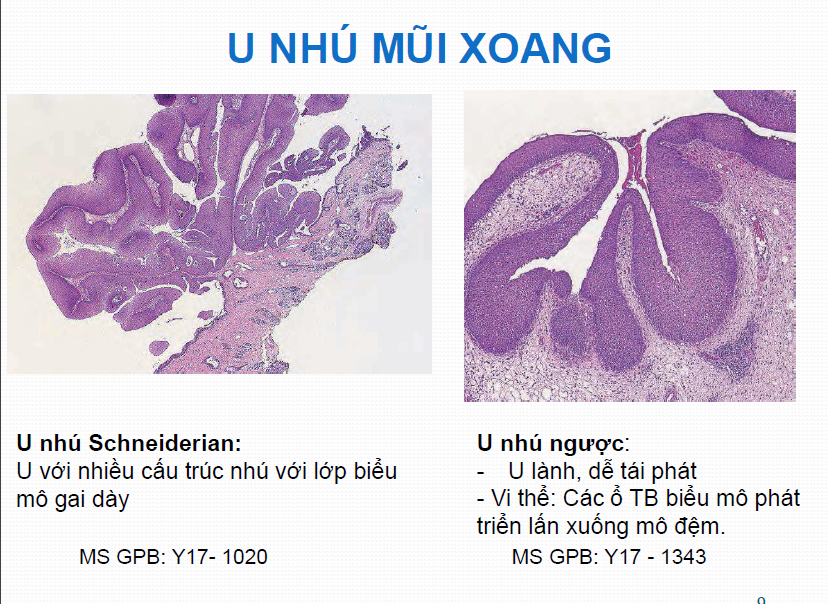 U NHÚ MŨI XOANG
U nhú Schneiderian:
U với nhiều cấu trúc nhú với lớp biểu
mô gai dày
MS GPB: Y17- 1020
U nhú ngược:
- U lành, dễ tái phát
- Vi thể: Các ổ TB biểu mô phát
triển lấn xuống mô đệm.
MS GPB: Y17 - 1343
9